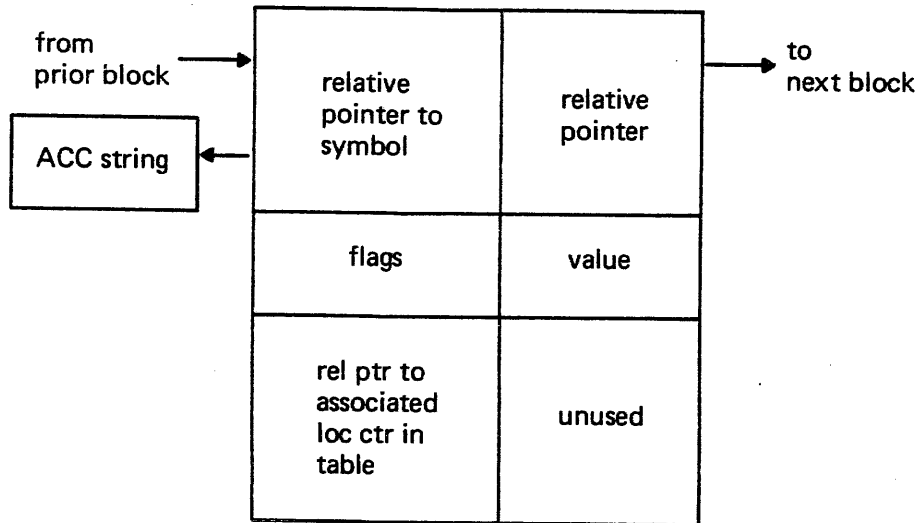 from
prior block
relative
pointer to
symbol
relative
pointer
to
next block
ACC string
flags
value
rel ptr to
associated
loc ctr in
table
unused